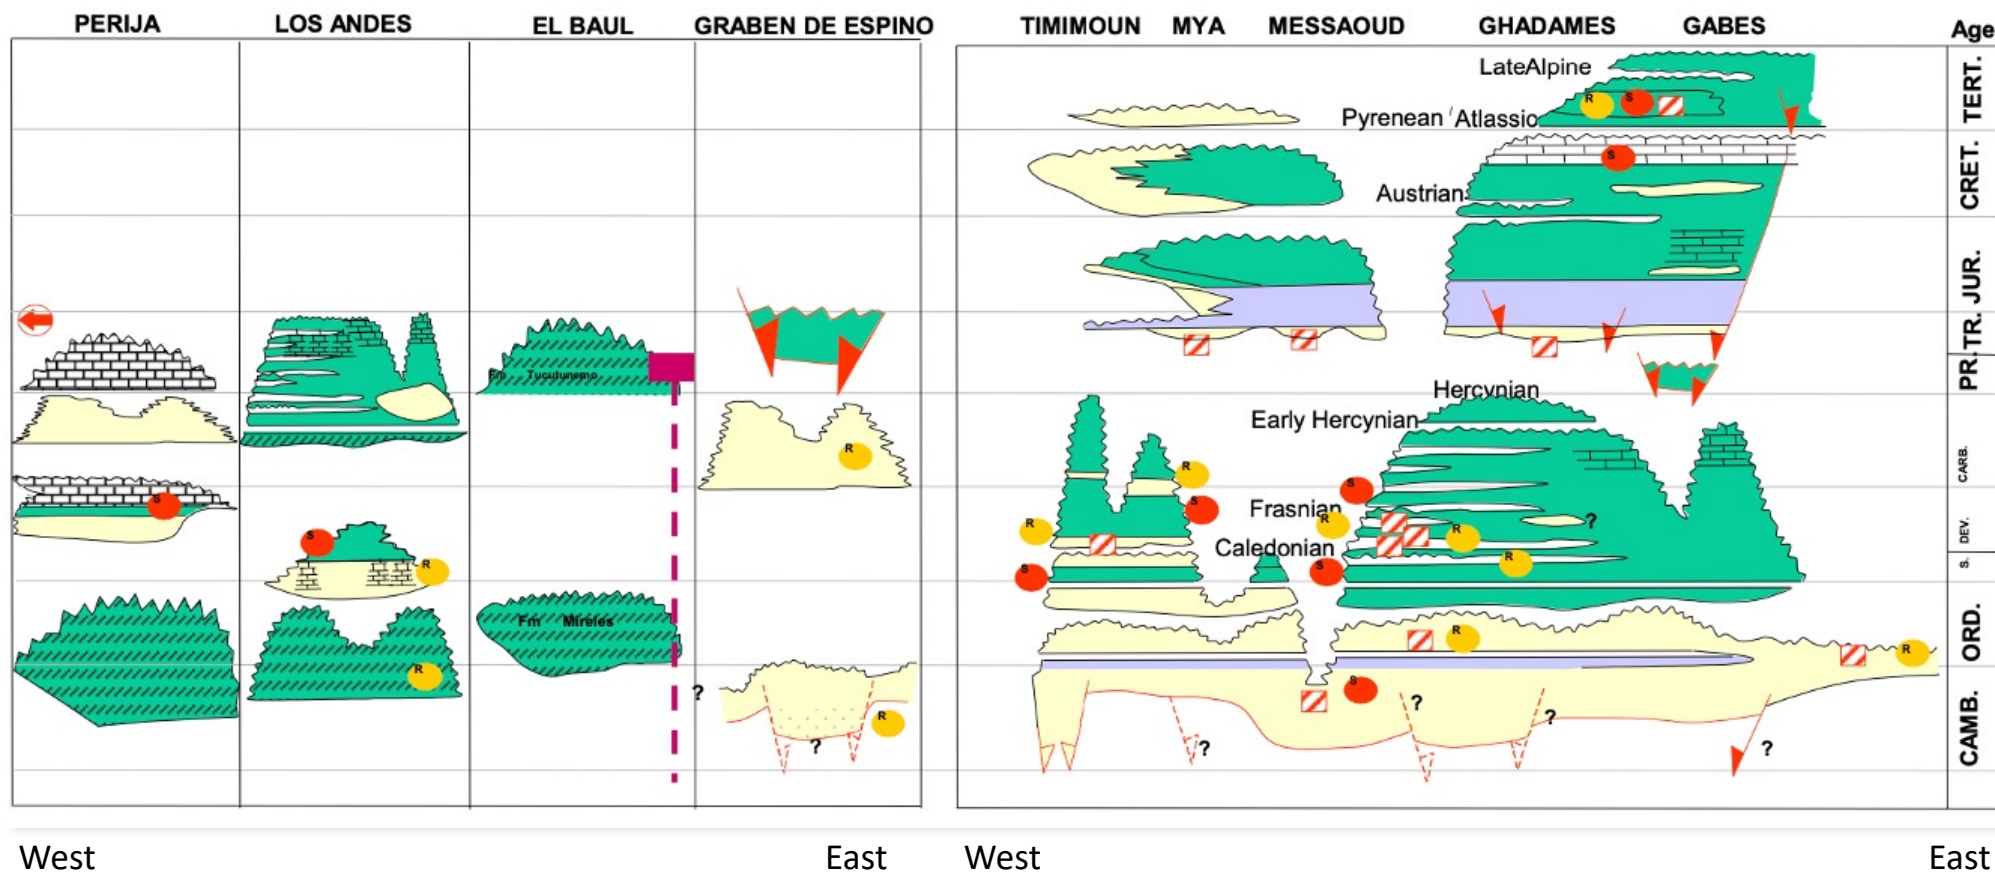 PERIJA LOS ANDES EL BAUL GRABEN DE ESPINO TIMIMOUN MYA MESSAOUD GHADAMES GABES Age
LateAlpine
TERT.
R S
Pyrenean / Atlassic
S
CRET.
Austrian
JUR.
TR.
PR.
Fm Tucutunemo
Hercynian
Early Hercynian
R
R
CARB.
S
S
S
Frasnian
R
R
?
R
DEV.
S
Caledonian
R
R
S.
S
S
Fm Mireles
R
R
ORD.
R
?
S
?
R
?
?
?
?
?
CAMB.
West East West East